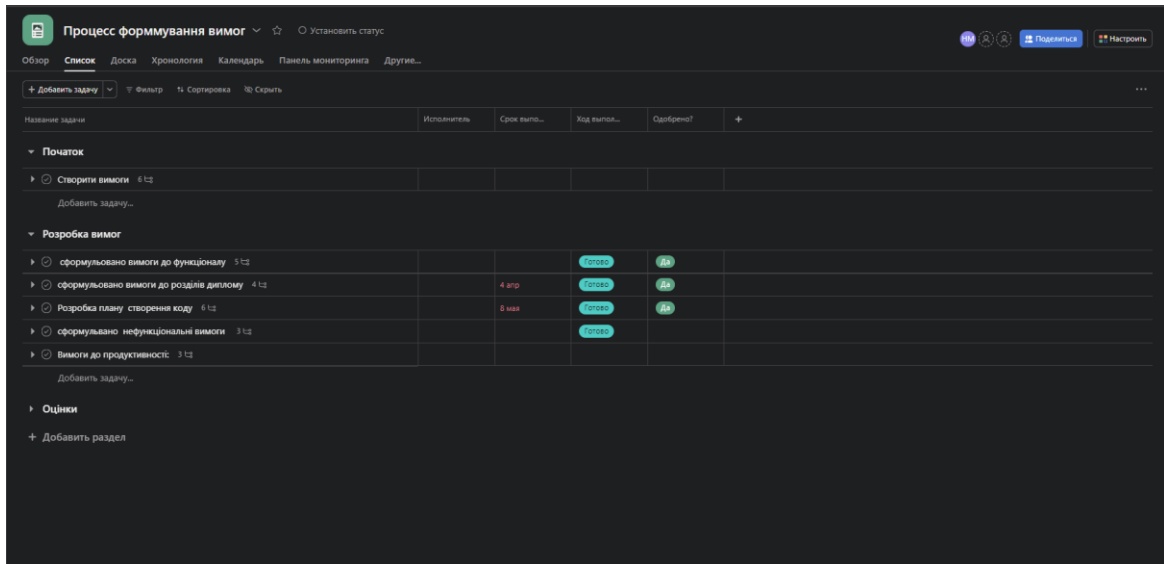 Процесс форммування вимог Установить статус
НМ Поделиться Настроить
Обзор Список Доска Хронология Календарь Панель мониторинга Другие...
+ Добавить задачу Фильтр Сортировка Скрыть
Название задачи Исполнитель Срок выпо... Ход выпол... Одобрено? +
Початок
Створити вимоги 6
Добавить задачу...
Розробка вимог
сформульовано вимоги до функціоналу 5 Готово Да
сформульовано вимоги до розділів диплому 4 4 апр Готово Да
Розробка плану створення коду 6 8 мая Готово Да
сформульвано нефункціональні вимоги 3 Готово
Вимоги до продуктивності: 3
Добавить задачу...
Оцінки
+ Добавить раздел